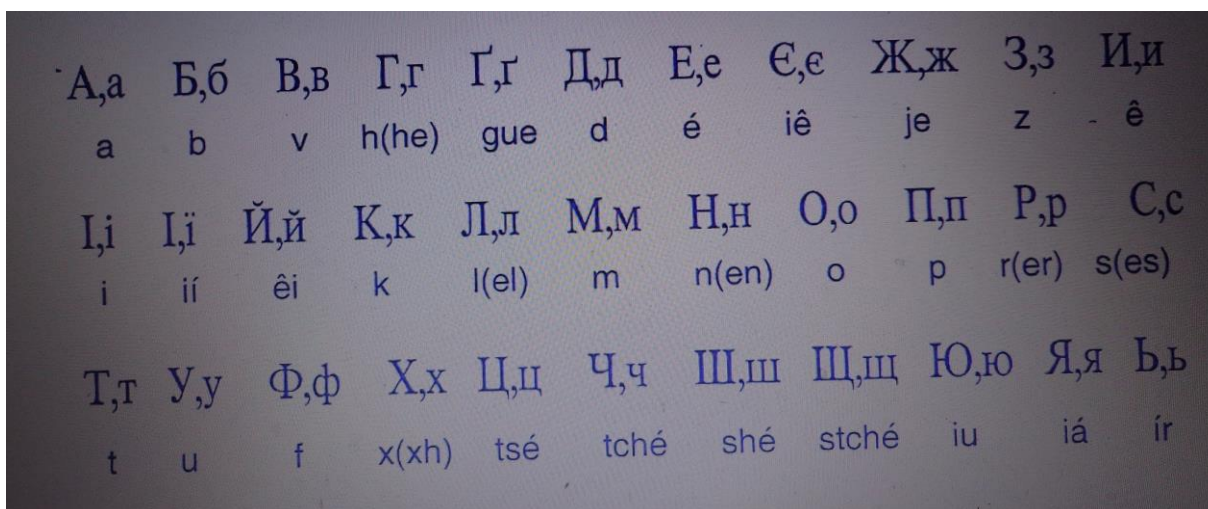 А,а Б,б В,в Г,г Ґ,ґ Д,д Е,е Є,є Ж,ж З,з И,и
a b v h(he) gue d é iê je z ê
І,і І,ї Й,й К,к Л,л М,м Н,н О,о П,п Р,р С,с
i ií êi k l(el) m n(en) o p r(er) s(es)
Т,т У,у Ф,ф Х,х Ц,ц Ч,ч Ш,ш Щ,щ Ю,ю Я,я Ь,ь
t u f x(xh) tsé tché shé stché iu iá ír